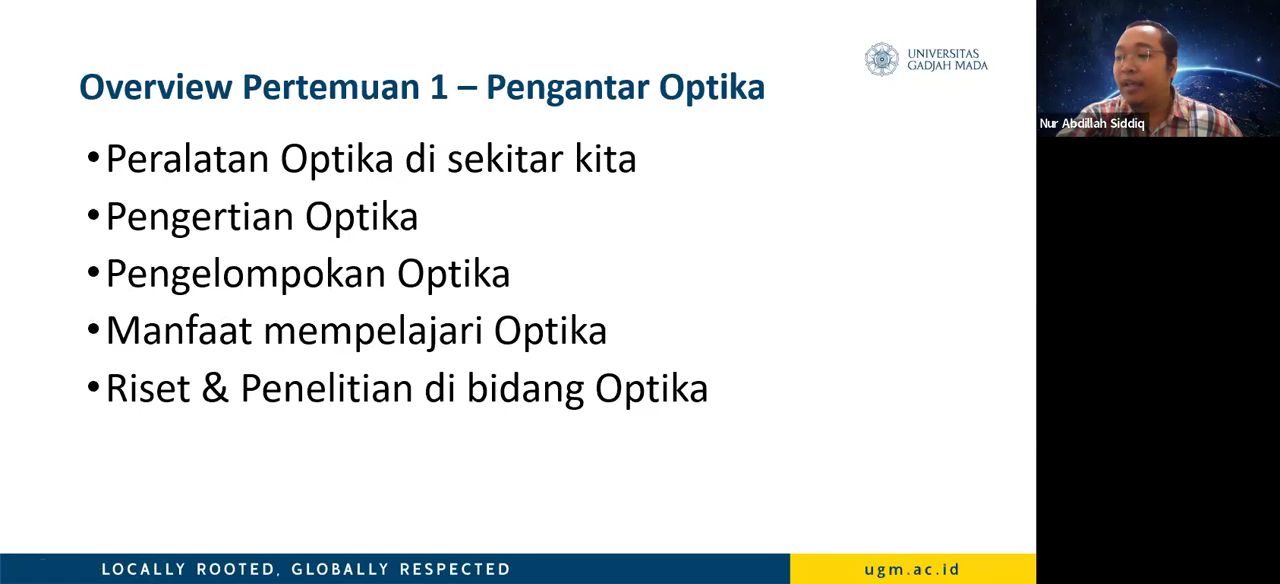 UNIVERSITAS
GADJAH MADA
Overview Pertemuan 1 – Pengantar Optika
•Peralatan Optika di sekitar kita
•Pengertian Optika
•Pengelompokan Optika
•Manfaat mempelajari Optika
•Riset & Penelitian di bidang Optika
LOCALLY ROOTED, GLOBALLY RESPECTED
ugm.ac.id
Nur Abdillah Siddiq